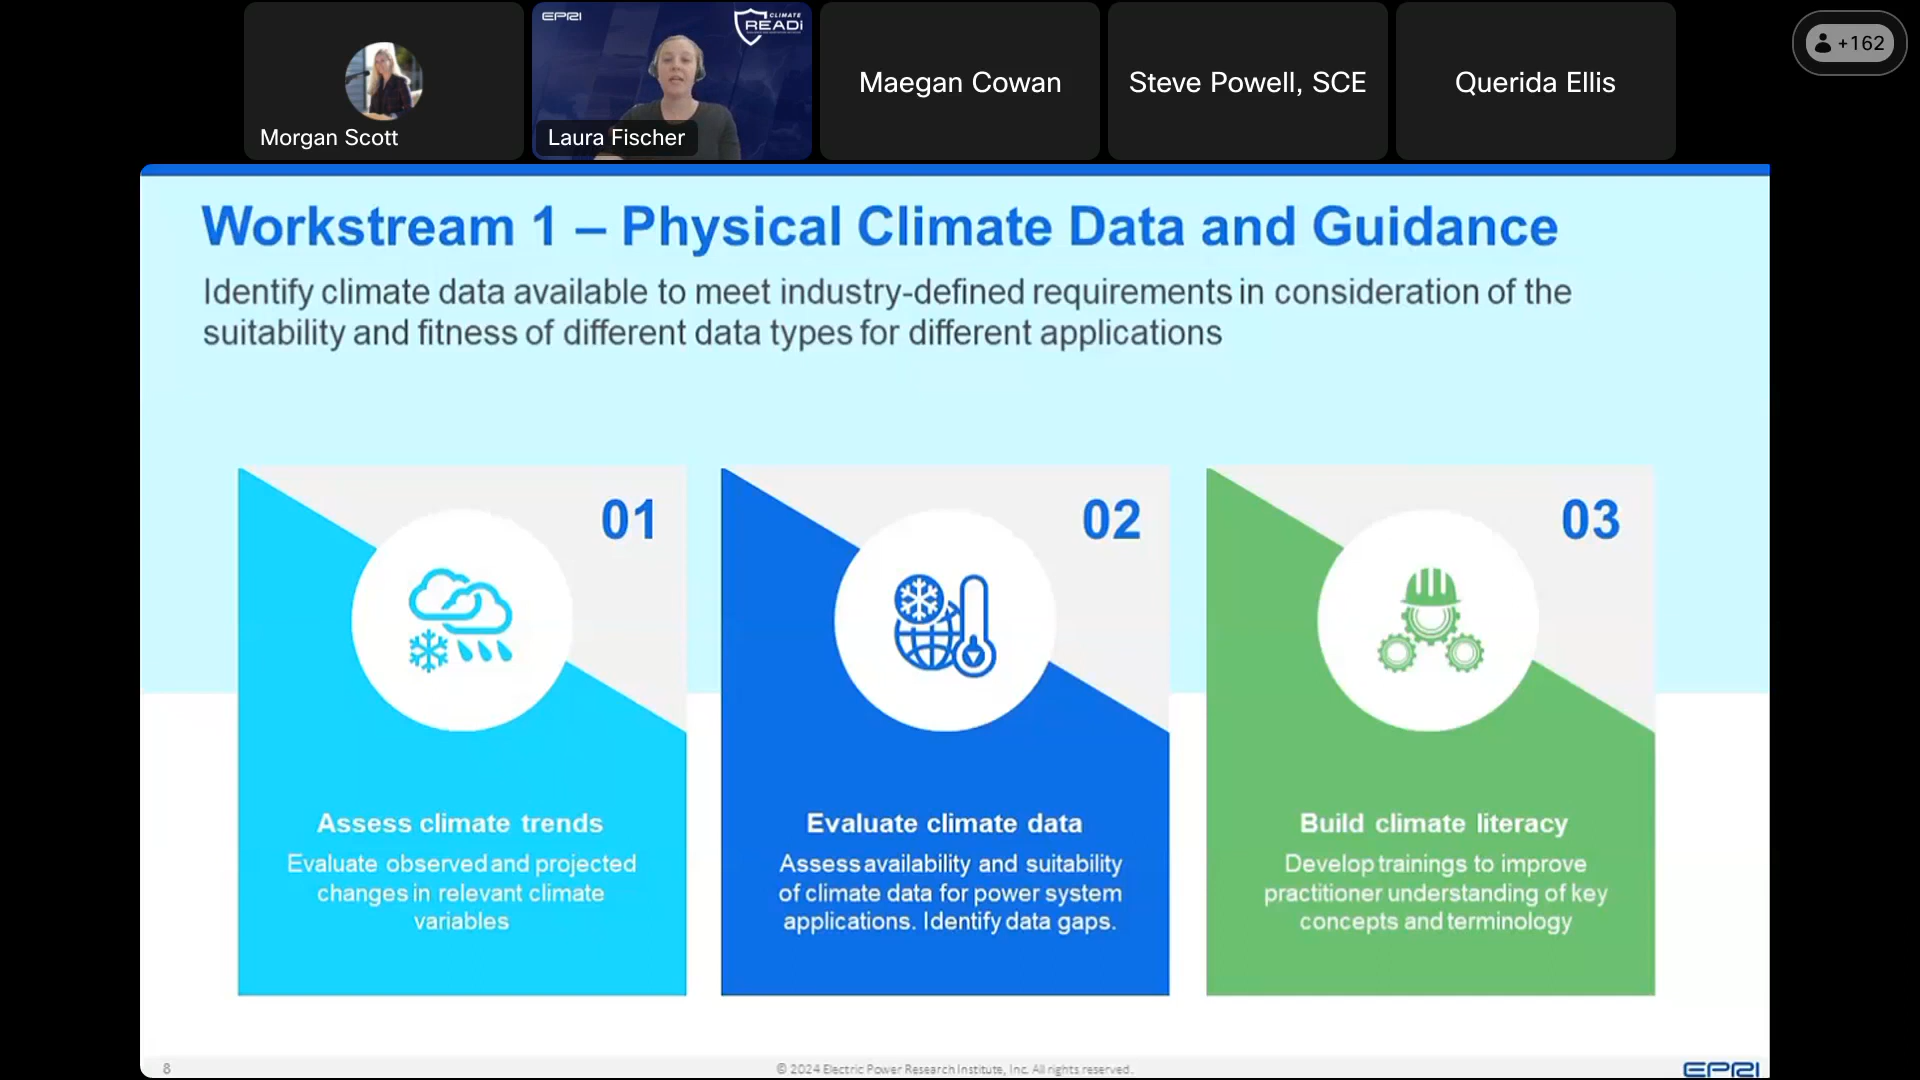 EPRI
CLIMATE
READi
+162
Morgan Scott
Laura Fischer
Maegan Cowan
Steve Powell, SCE
Querida Ellis
Workstream 1 – Physical Climate Data and Guidance
Identify climate data available to meet industry-defined requirements in consideration of the
suitability and fitness of different data types for different applications
01
Assess climate trends
Evaluate observed and projected
changes in relevant climate
variables
02
Evaluate climate data
Assess availability and suitability
of climate data for power system
applications. Identify data gaps.
03
Build climate literacy
Develop trainings to improve
practitioner understanding of key
concepts and terminology
8
© 2024 Electric Power Research Institute, Inc. All rights reserved.
EPRI